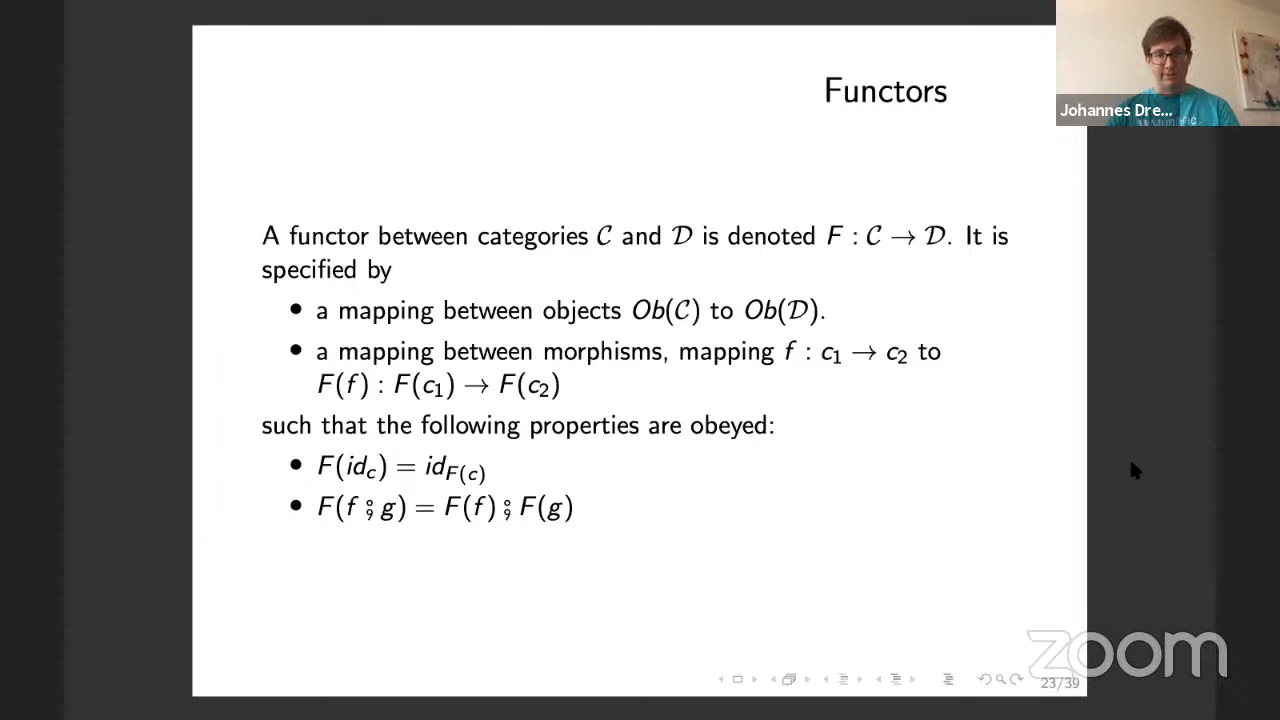 Functors
Johannes Dre...
A functor between categories 𝒞 and 𝒟 is denoted F : 𝒞 → 𝒟. It is
specified by
• a mapping between objects Ob(𝒞) to Ob(𝒟).
• a mapping between morphisms, mapping f : c₁ → c₂ to
F(f) : F(c₁) → F(c₂)
such that the following properties are obeyed:
• F(id_c) = id_{F(c)}
• F(f ⨟ g) = F(f) ⨟ F(g)
zoom
23/39